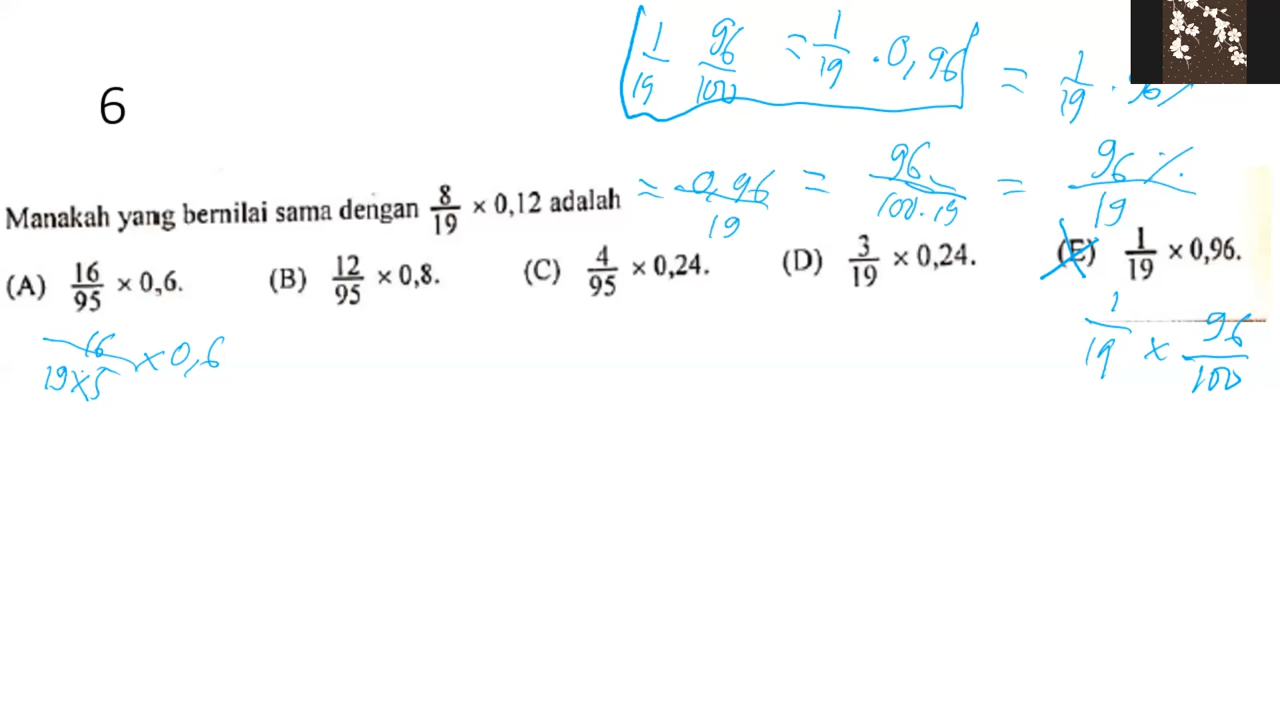 1/19 96/100 = 1/19 · 0,96 = 1/19 ·
6
Manakah yang bernilai sama dengan 8/19 × 0,12 adalah = 0,96/19 = 96/100·19 = 96%/19
(A) 16/95 × 0,6. (B) 12/95 × 0,8. (C) 4/95 × 0,24. (D) 3/19 × 0,24. (E) 1/19 × 0,96.
16/19×5 × 0,6 1/19 × 96/100